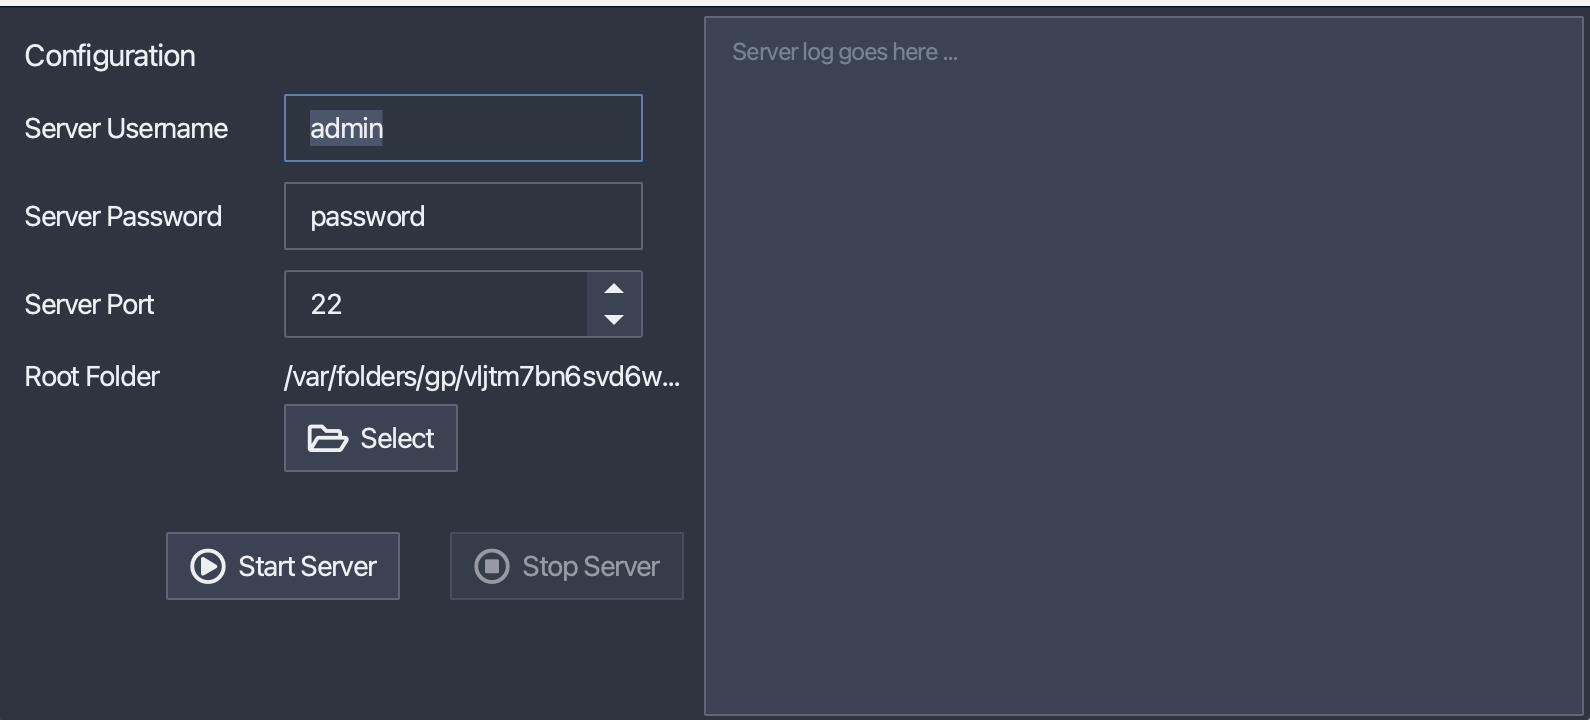 Configuration
Server Username
admin
Server Password
password
Server Port
22
Root Folder
/var/folders/gp/vljtm7bn6svd6w...
Select
Start Server
Stop Server
Server log goes here ...